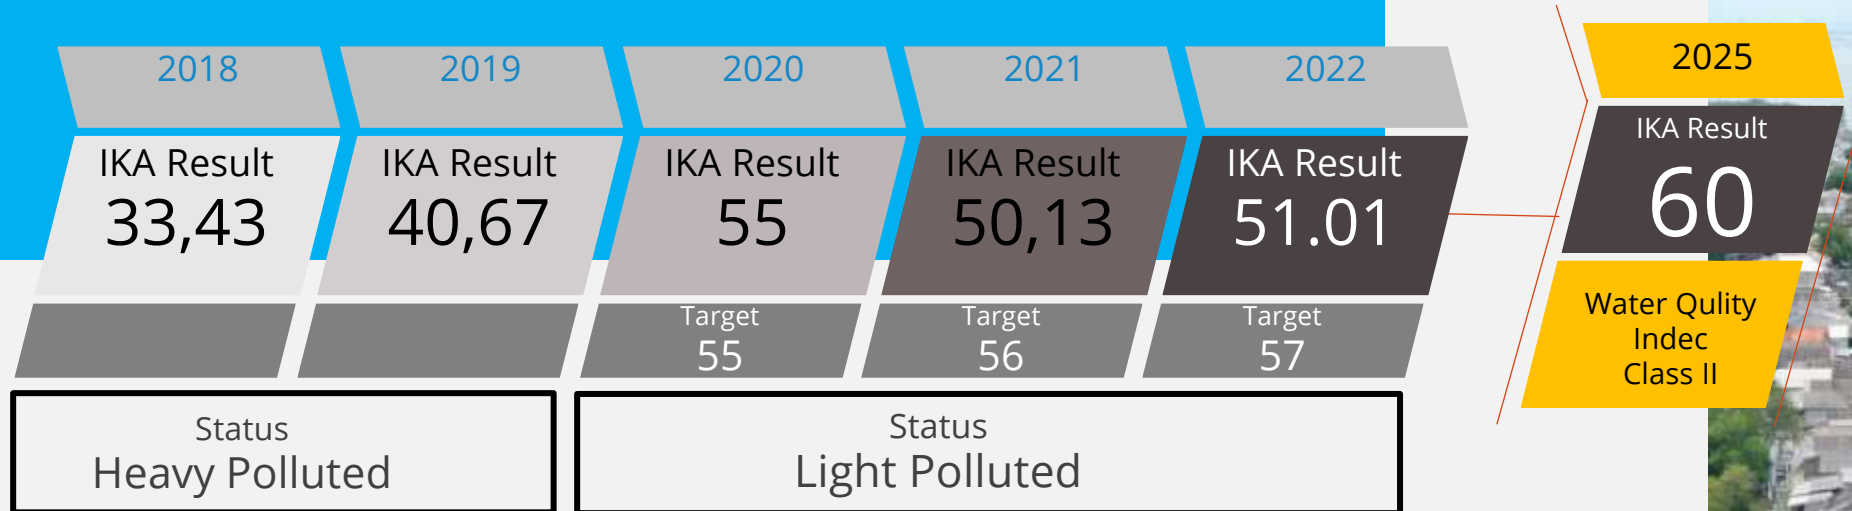 2018
2019
2020
2021
2022
2025
IKA Result
33,43
IKA Result
40,67
IKA Result
55
IKA Result
50,13
IKA Result
51.01
IKA Result
60
Target
55
Target
56
Target
57
Water Qulity
Indec
Class II
Status
Heavy Polluted
Status
Light Polluted